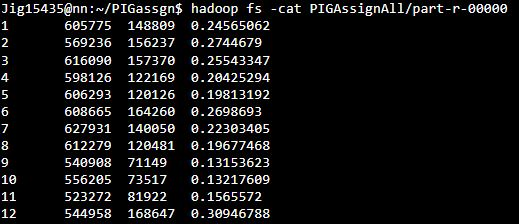 Jig15435@nn:~/PIGassgn$ hadoop fs -cat PIGAssignAll/part-r-00000
1 605775 148809 0.24565062
2 569236 156237 0.2744679
3 616090 157370 0.25543347
4 598126 122169 0.20425294
5 606293 120126 0.19813192
6 608665 164260 0.2698693
7 627931 140050 0.22303405
8 612279 120481 0.19677468
9 540908 71149 0.13153623
10 556205 73517 0.13217609
11 523272 81922 0.1565572
12 544958 168647 0.30946788